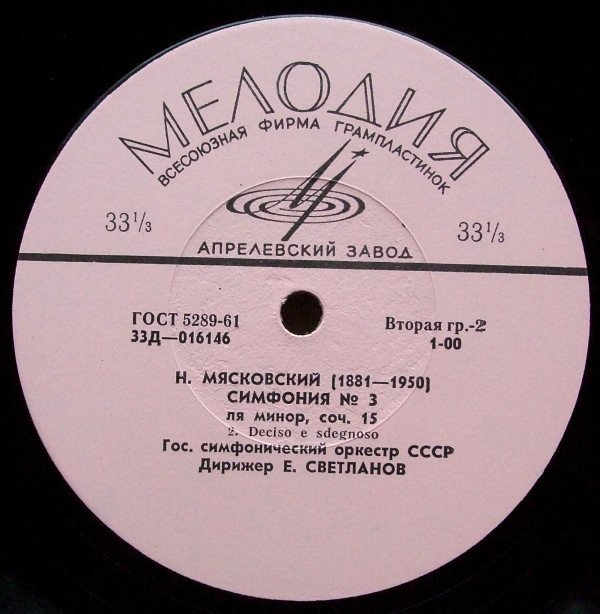 МЕЛОДИЯ
ВСЕСОЮЗНАЯ ФИРМА ГРАМПЛАСТИНОК
33⅓ 33⅓
АПРЕЛЕВСКИЙ ЗАВОД
ГОСТ 5289-61 Вторая гр.-2
33Д—016146 1-00
Н. МЯСКОВСКИЙ (1881—1950)
СИМФОНИЯ № 3
ля минор, соч. 15
2. Deciso e sdegnoso
Гос. симфонический оркестр СССР
Дирижер Е. СВЕТЛАНОВ